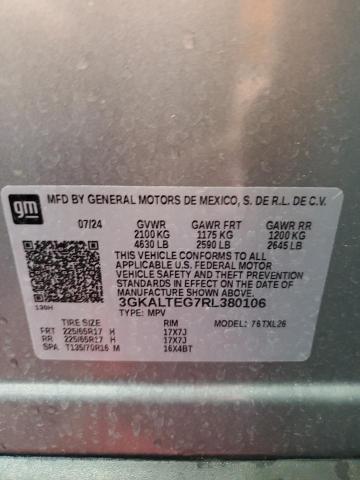 gm
MFD BY GENERAL MOTORS DE MEXICO, S. DE R.L. DE C.V.
07/24 GVWR GAWR FRT GAWR RR
2100 KG 1175 KG 1200 KG
4630 LB 2590 LB 2645 LB
THIS VEHICLE CONFORMS TO ALL
APPLICABLE U.S. FEDERAL MOTOR
VEHICLE SAFETY AND THEFT PREVENTION
STANDARDS IN EFFECT ON THE DATE
OF MANUFACTURE SHOWN ABOVE.
3GKALTEG7RL380106
130H TYPE: MPV
TIRE SIZE RIM MODEL: 76TXL26
FRT 225/65R17 H 17X7J
RR 225/65R17 H 17X7J
SPA T135/70R16 M 16X4BT